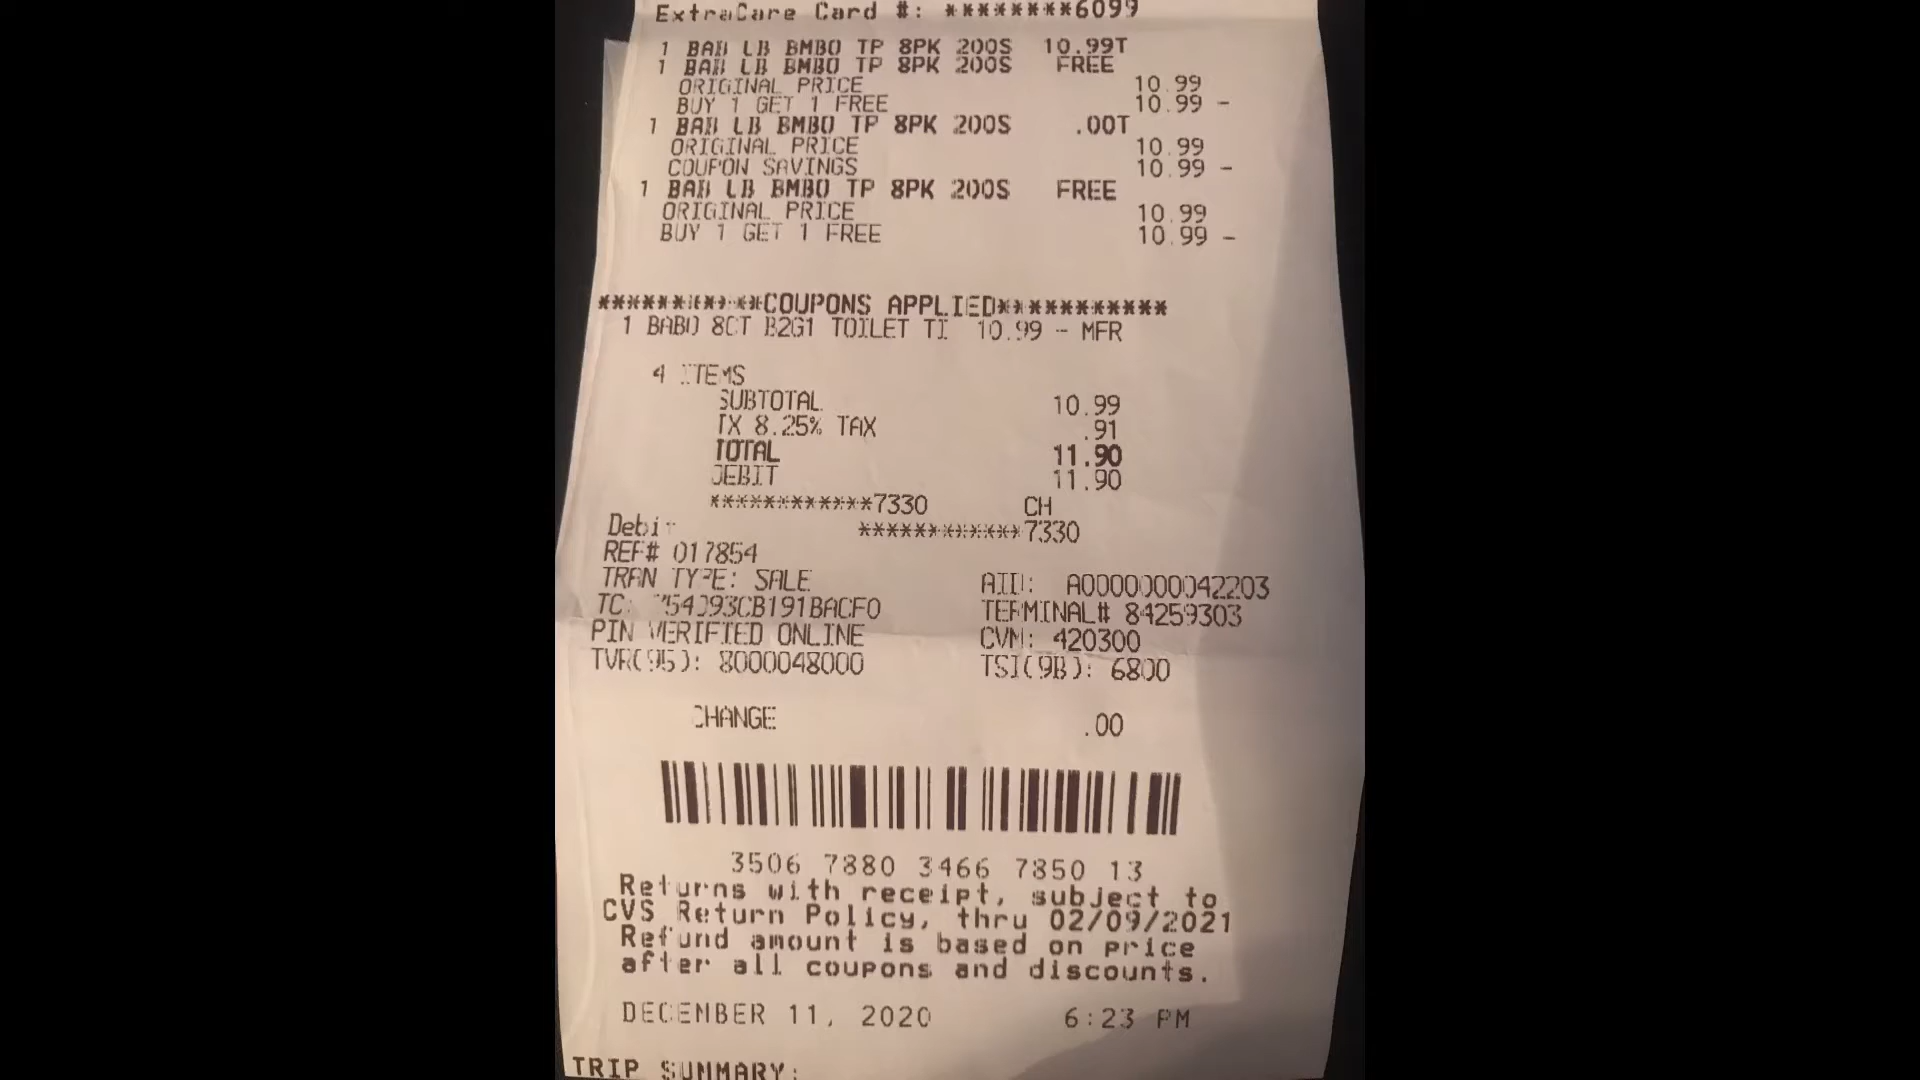 ExtraCare Card #: ********6099
1 BAB LB BMBO TP 8PK 200S 10.99T
1 BAB LB BMBO TP 8PK 200S FREE
ORIGINAL PRICE 10.99
BUY 1 GET 1 FREE 10.99 -
1 BAB LB BMBO TP 8PK 200S .00T
ORIGINAL PRICE 10.99
COUPON SAVINGS 10.99 -
1 BAB LB BMBO TP 8PK 200S FREE
ORIGINAL PRICE 10.99
BUY 1 GET 1 FREE 10.99 -
***********COUPONS APPLIED***********
1 BABO 8CT B2G1 TOILET TI 10.99 - MFR
4 ITEMS
SUBTOTAL 10.99
TX 8.25% TAX .91
TOTAL 11.90
DEBIT 11.90
************7330 CH
Debit ************7330
REF# 017854
TRAN TYPE: SALE AID: A0000000042203
TC: TERMINAL# 84259303
PIN VERIFIED ONLINE CVM: 420300
TVR(95): 8000048000 TSI(9B): 6800
CHANGE .00
3506 7880 3466 7850 13
Returns with receipt, subject to
CVS Return Policy, thru 02/09/2021
Refund amount is based on price
after all coupons and discounts.
DECEMBER 11, 2020 6:23 PM
TRIP SUMMARY: